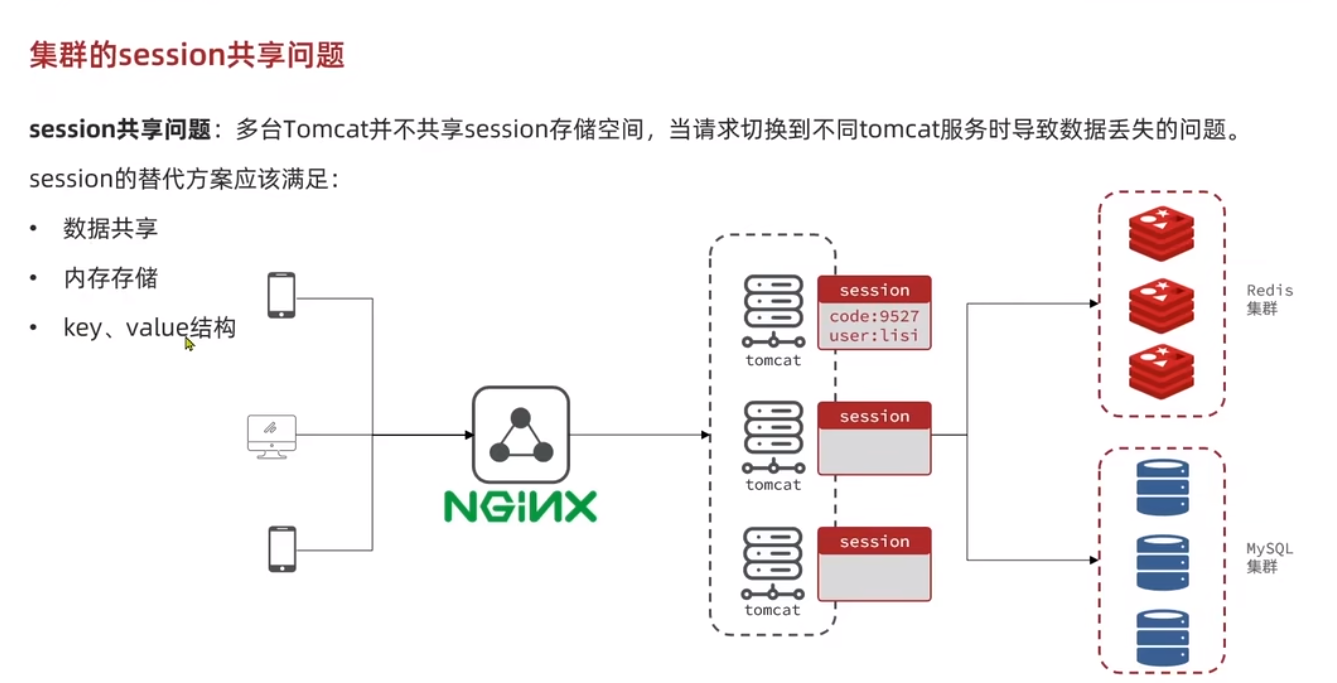 集群的session共享问题
session共享问题：多台Tomcat并不共享session存储空间，当请求切换到不同tomcat服务时导致数据丢失的问题。
session的替代方案应该满足：
• 数据共享
• 内存存储
• key、value结构
NGINX
session
code:9527
user:lisi
tomcat
session
tomcat
session
tomcat
Redis
集群
MySQL
集群